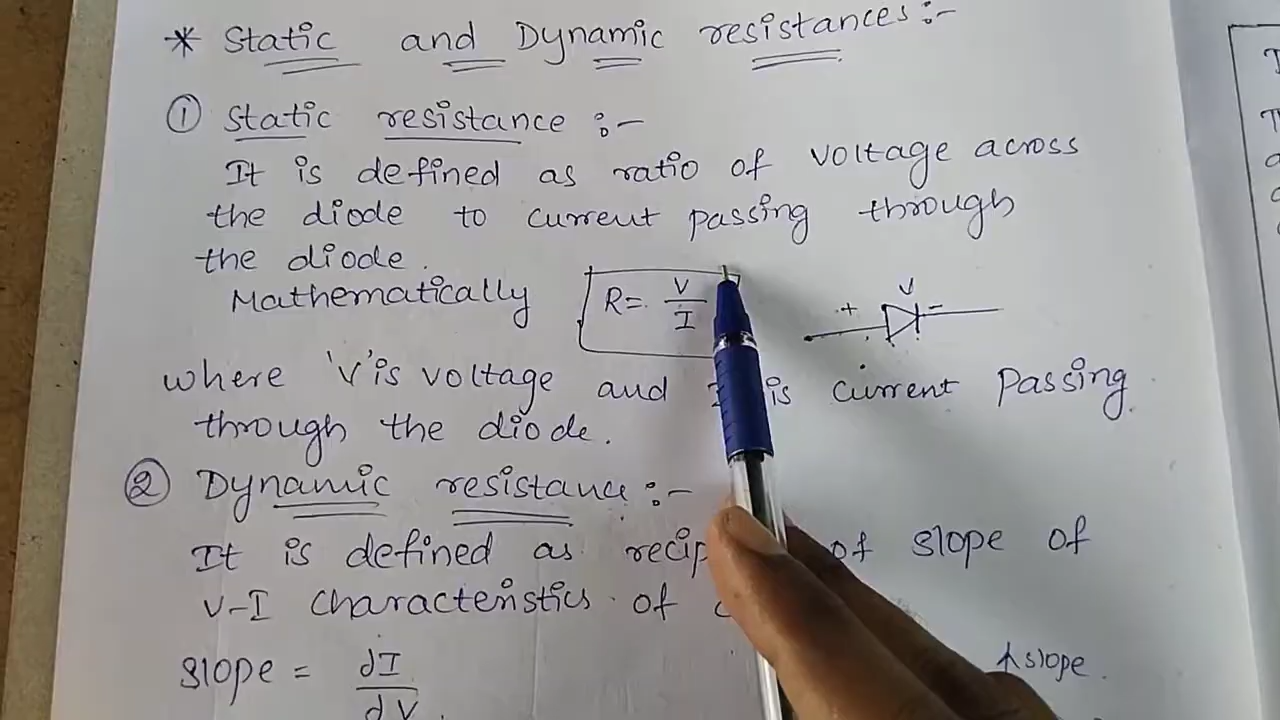 * Static and Dynamic resistances :-
① Static resistance :-
It is defined as ratio of voltage across
the diode to current passing through
the diode.
Mathematically R = V/I
V
+ -
where 'V' is voltage and is current Passing
through the diode.
② Dynamic resistance :-
It is defined as of slope of
V-I characteristics of
slope = dI/dV
slope.